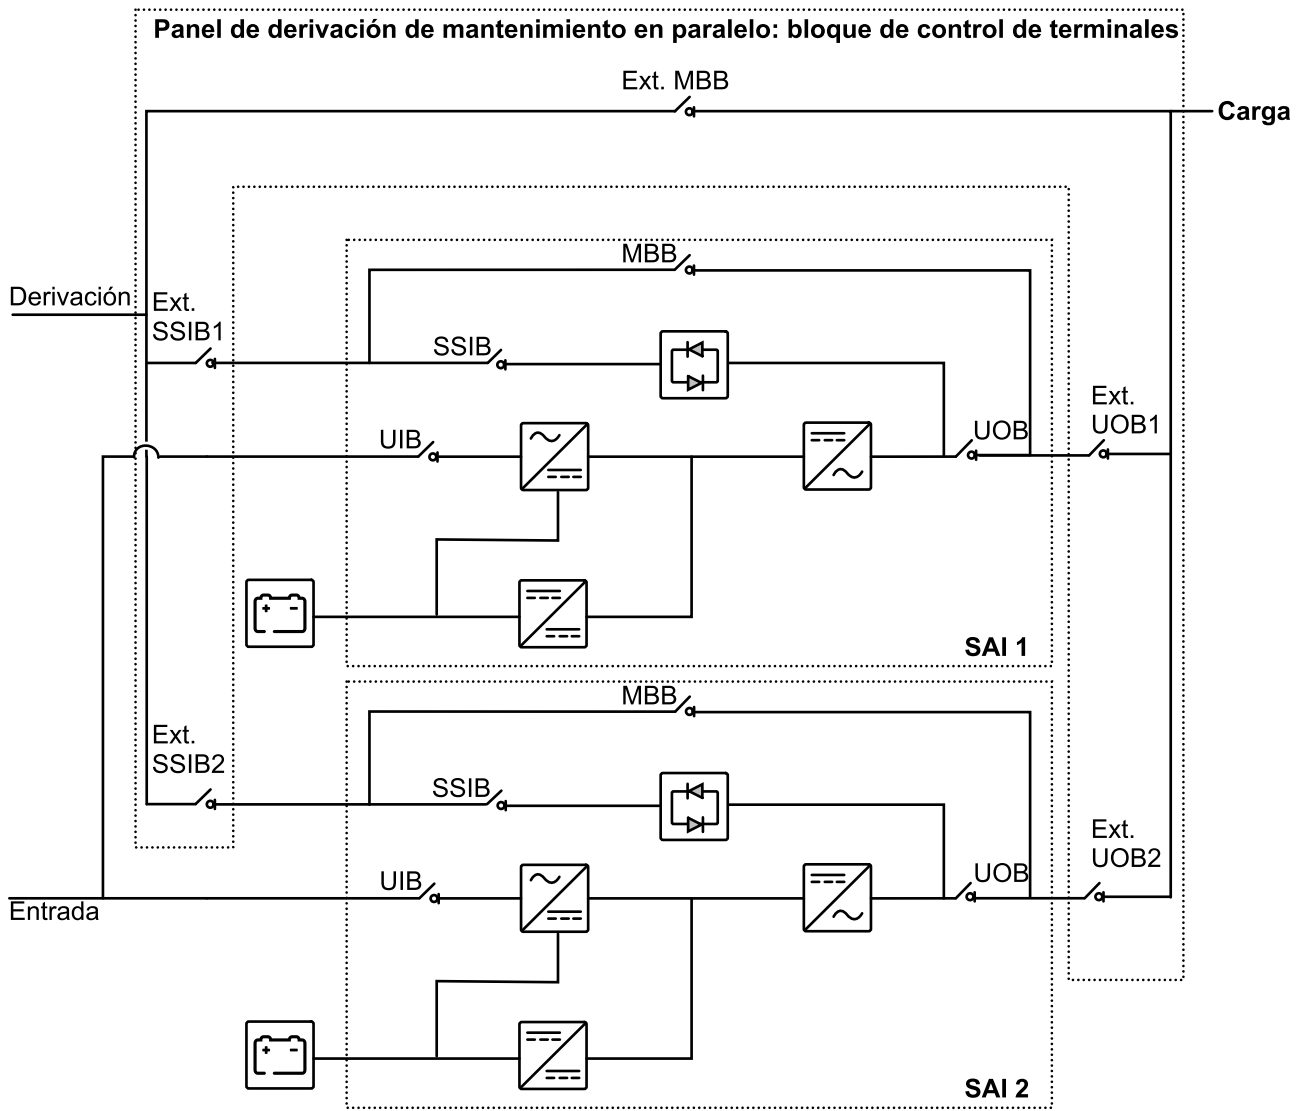 Panel de derivación de mantenimiento en paralelo: bloque de control de terminales
Ext. MBB
Carga
MBB
Derivación
Ext.
SSIB1
SSIB
Ext.
UOB1
UIB
UOB
SAI 1
MBB
Ext.
SSIB2
SSIB
Ext.
UOB2
UIB
UOB
Entrada
SAI 2